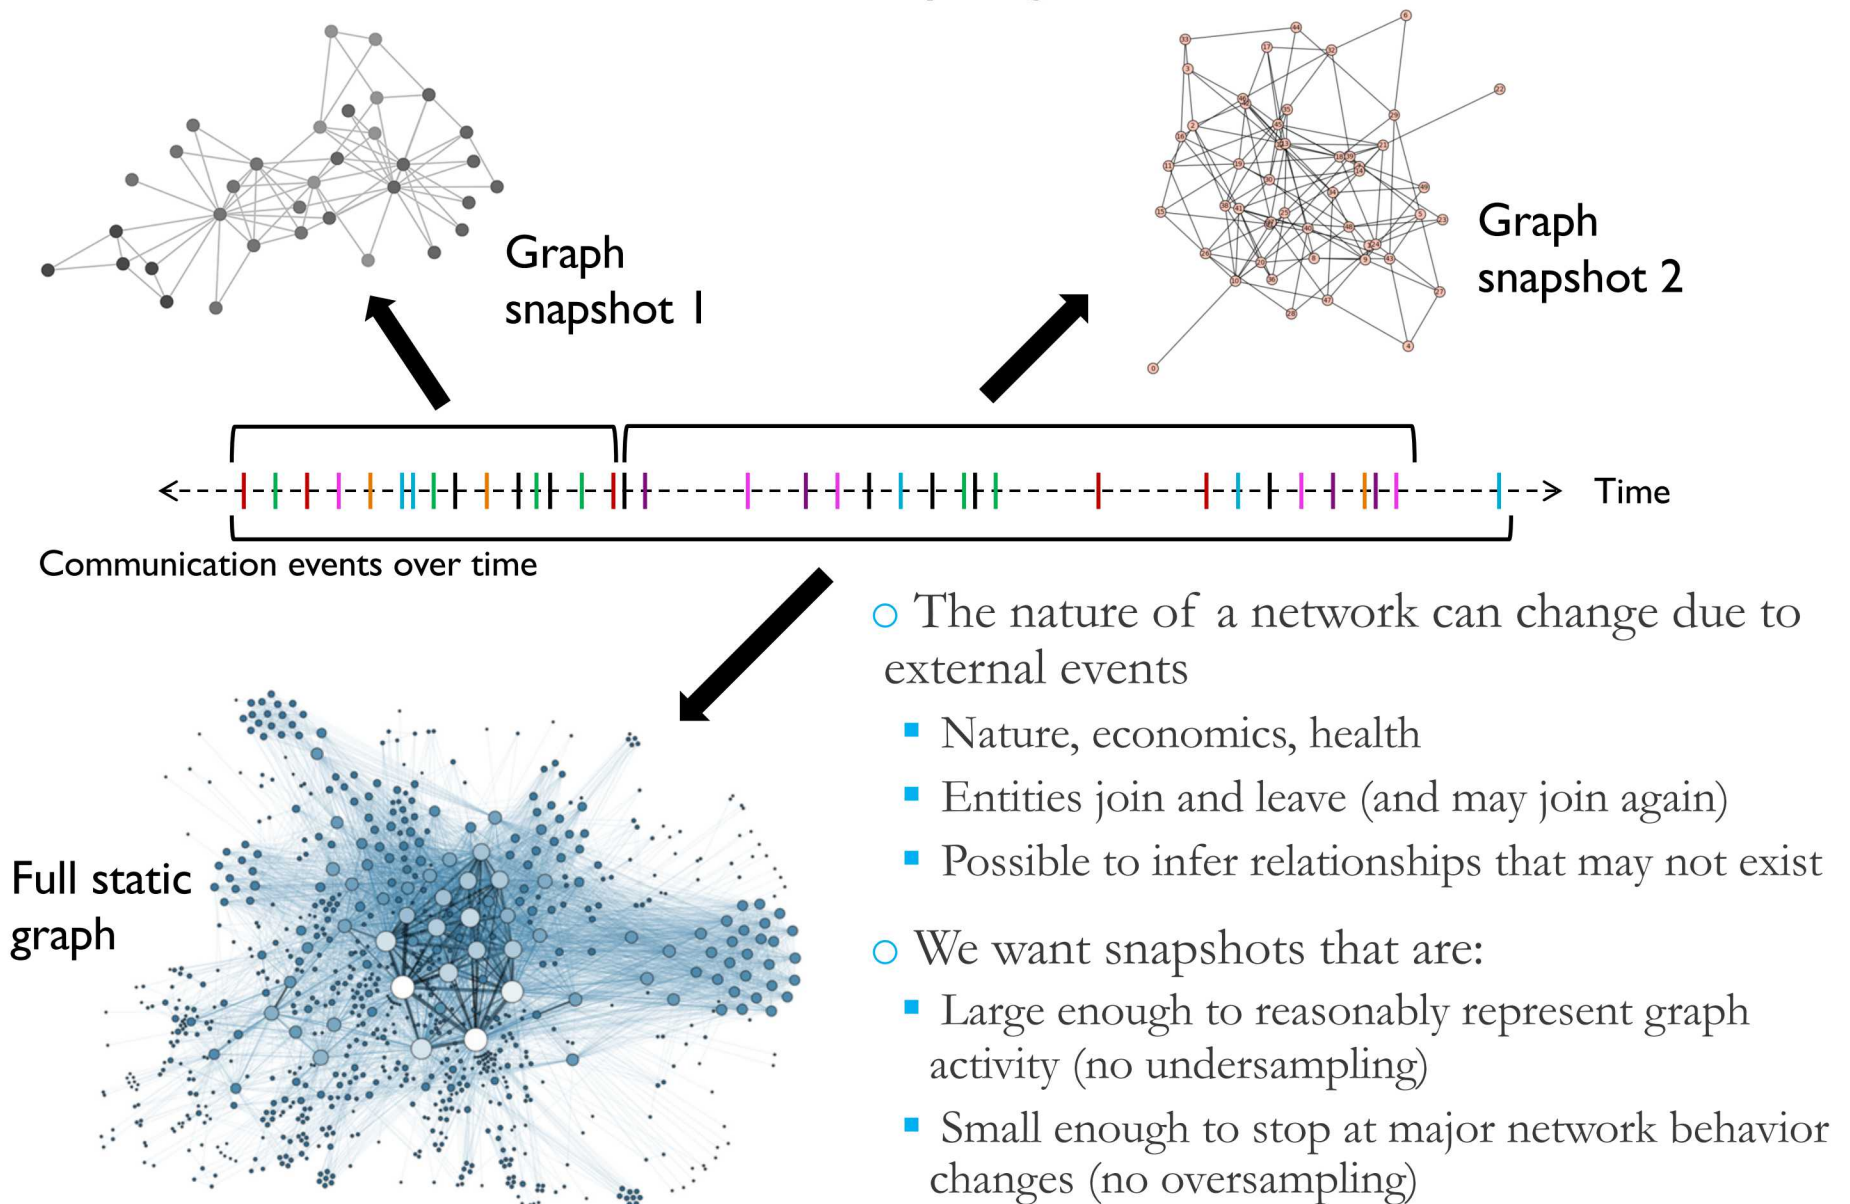 Graph
snapshot 1
Graph
snapshot 2
Time
Communication events over time
Full static
graph
The nature of a network can change due to
external events
Nature, economics, health
Entities join and leave (and may join again)
Possible to infer relationships that may not exist
We want snapshots that are:
Large enough to reasonably represent graph
activity (no undersampling)
Small enough to stop at major network behavior
changes (no oversampling)